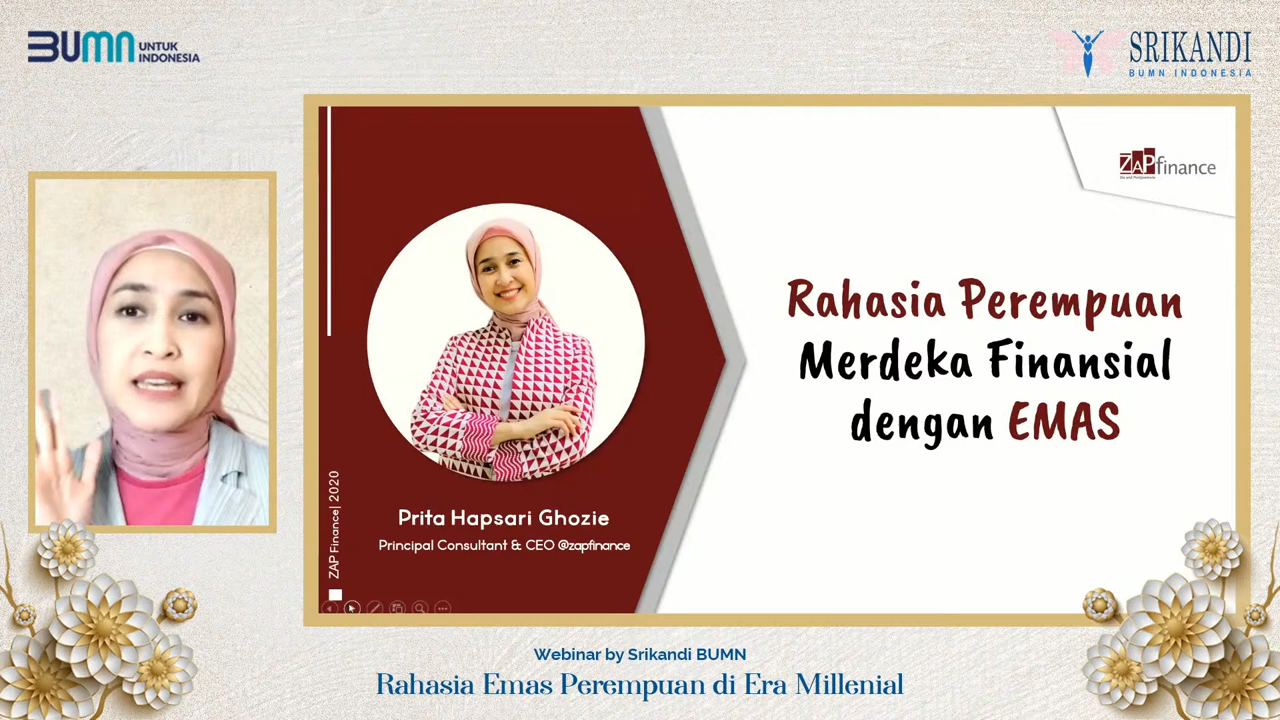 BUMN UNTUK
INDONESIA
SRIKANDI
BUMN INDONESIA
ZAPfinance
Rahasia Perempuan
Merdeka Finansial
dengan EMAS
Prita Hapsari Ghozie
Principal Consultant & CEO @zapfinance
ZAP Finance| 2020
Webinar by Srikandi BUMN
Rahasia Emas Perempuan di Era Millenial